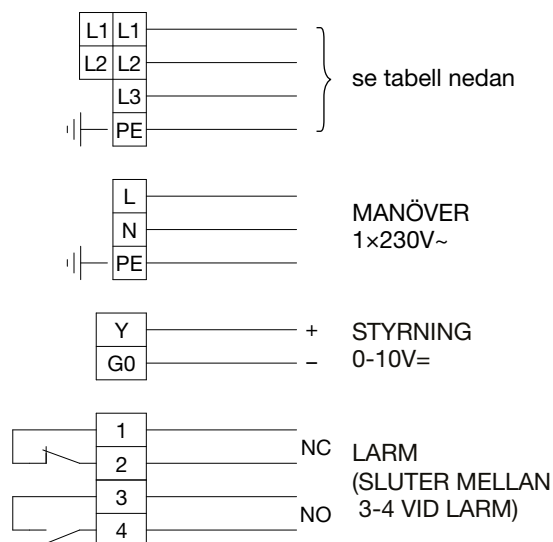 L1 L1
L2 L2
L3
PE
se tabell nedan
L
N
PE
MANÖVER
1×230V~
Y +
G0 –
STYRNING
0-10V=
1
2
NC
3
4
NO
LARM
(SLUTER MELLAN
3-4 VID LARM)